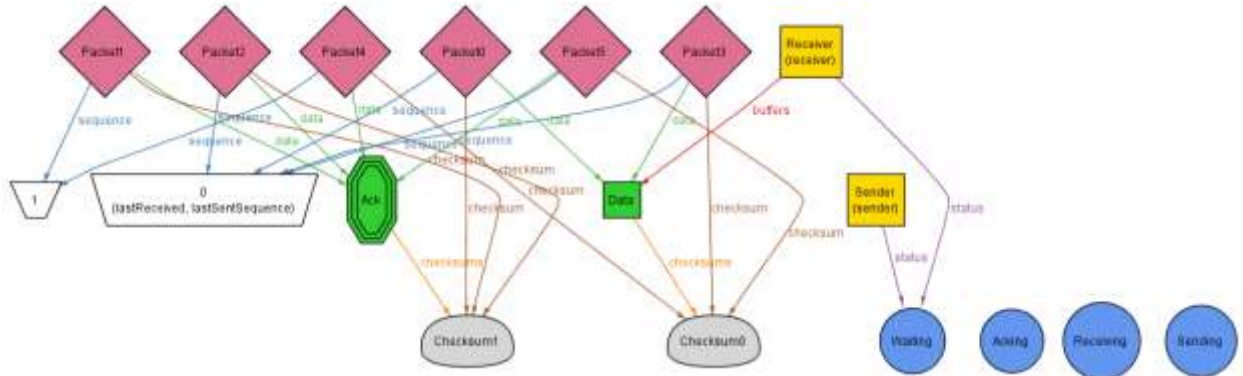 Packet1
Packet2
Packet4
Packet0
Packet5
Packet3
Receiver
(receiver)
buffers
sequence
sequence
data
data
data
sequence
sequence
data
data
data
sequence
sequence
checksum
checksum
checksum
1
0
(lastReceived, lastSentSequence)
Ack
Data
Sender
(sender)
status
checksum
checksum
checksum
status
checksums
checksums
Checksum1
Checksum0
Waiting
Acking
Receiving
Sending